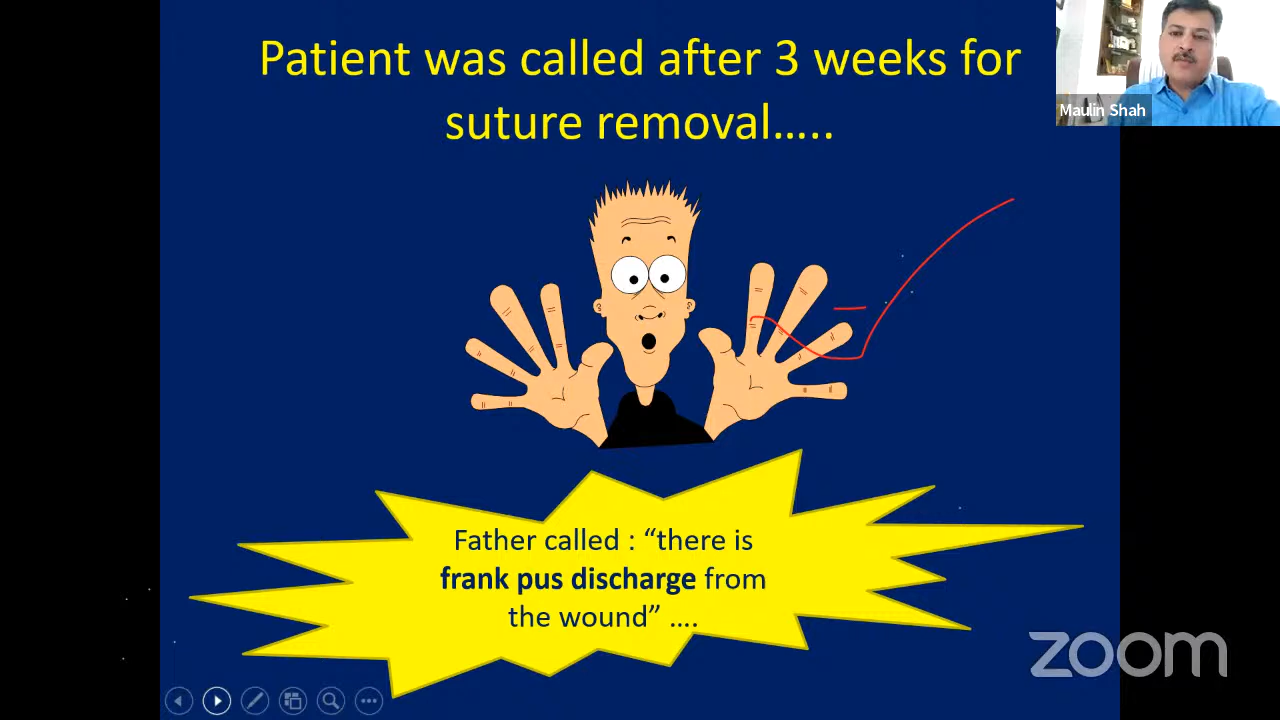 Patient was called after 3 weeks for
suture removal…..
Maulin Shah
Father called : “there is
frank pus discharge from
the wound” ….
zoom